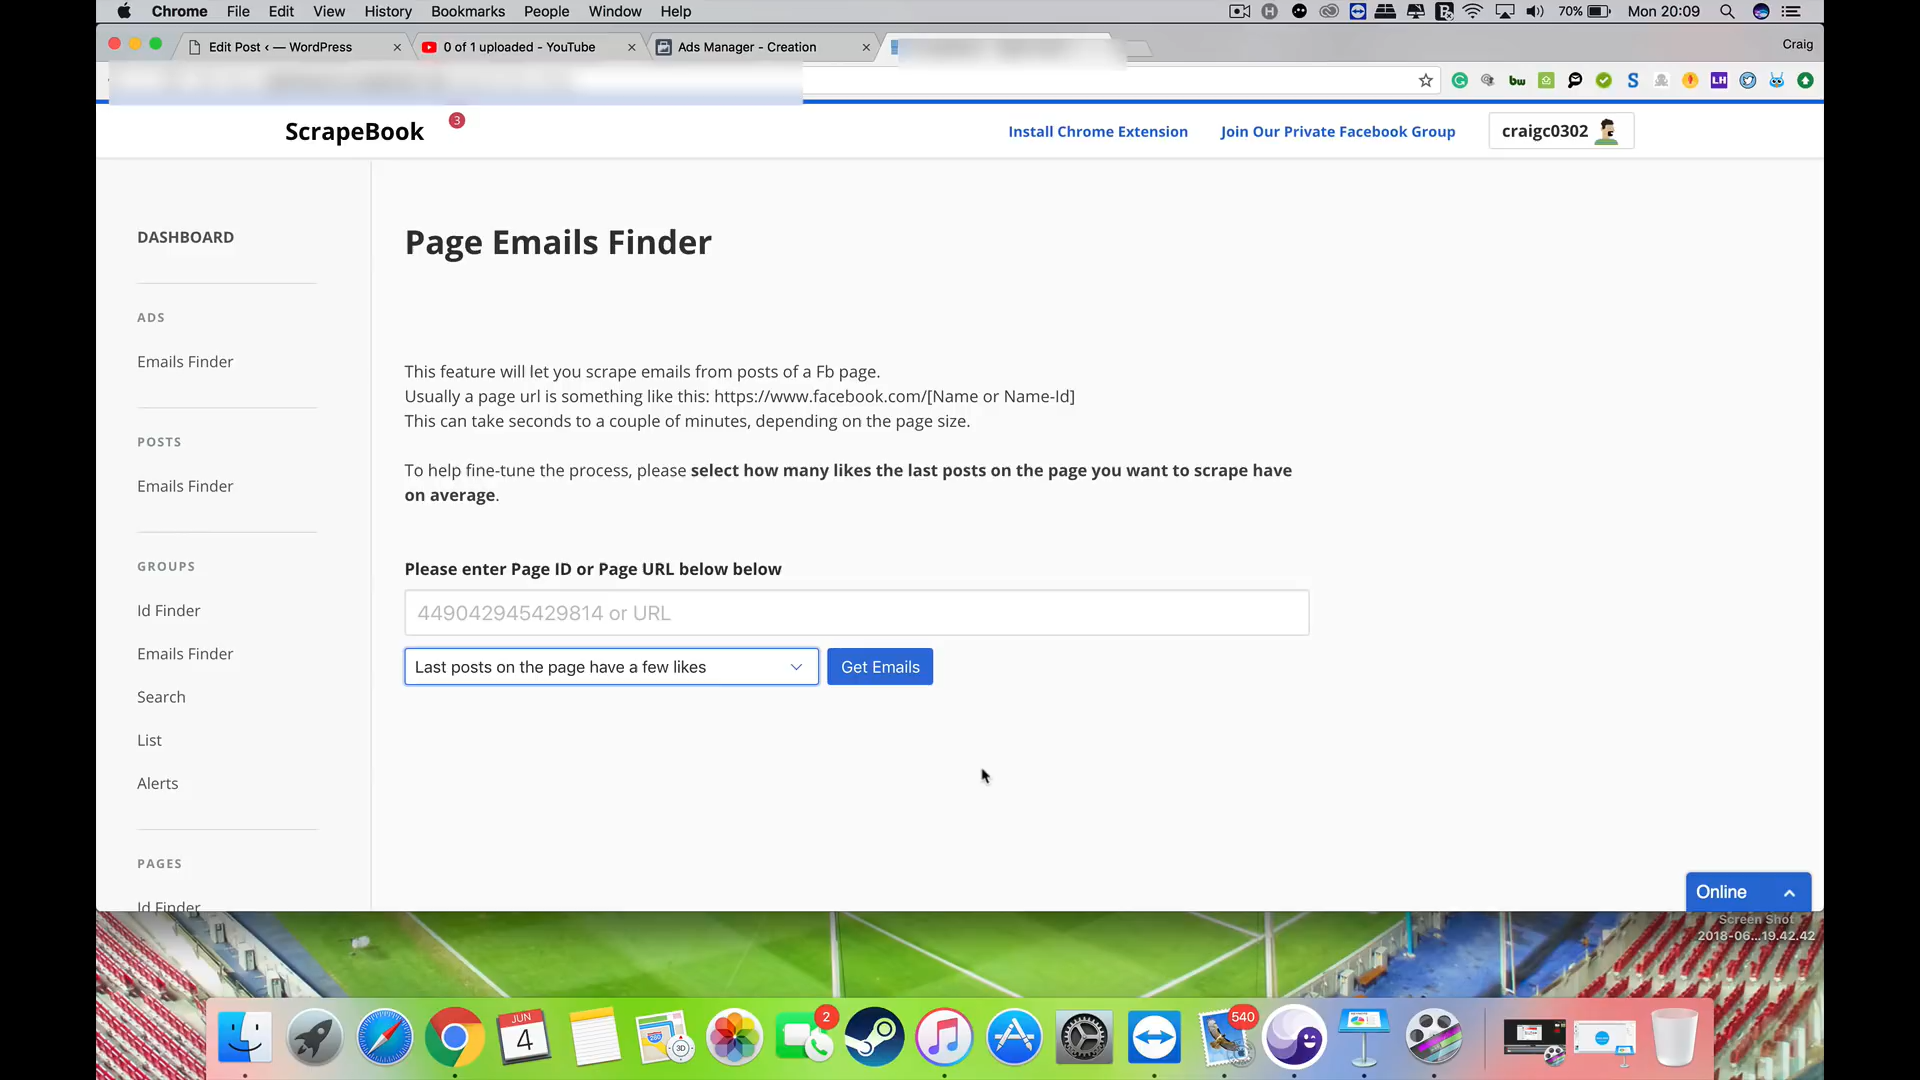 Chrome File Edit View History Bookmarks People Window Help 70% Mon 20:09
Edit Post ‹ — WordPress
0 of 1 uploaded - YouTube
Ads Manager - Creation
Craig
ScrapeBook 3
Install Chrome Extension
Join Our Private Facebook Group
craigc0302
DASHBOARD
ADS
Emails Finder
POSTS
Emails Finder
GROUPS
Id Finder
Emails Finder
Search
List
Alerts
PAGES
Id Finder
Page Emails Finder
This feature will let you scrape emails from posts of a Fb page.
Usually a page url is something like this: https://www.facebook.com/[Name or Name-Id]
This can take seconds to a couple of minutes, depending on the page size.
To help fine-tune the process, please select how many likes the last posts on the page you want to scrape have
on average.
Please enter Page ID or Page URL below below
449042945429814 or URL
Last posts on the page have a few likes
Get Emails
Online
Screen Shot
2018-06...19.42.42
JUN
4
3D
2
540